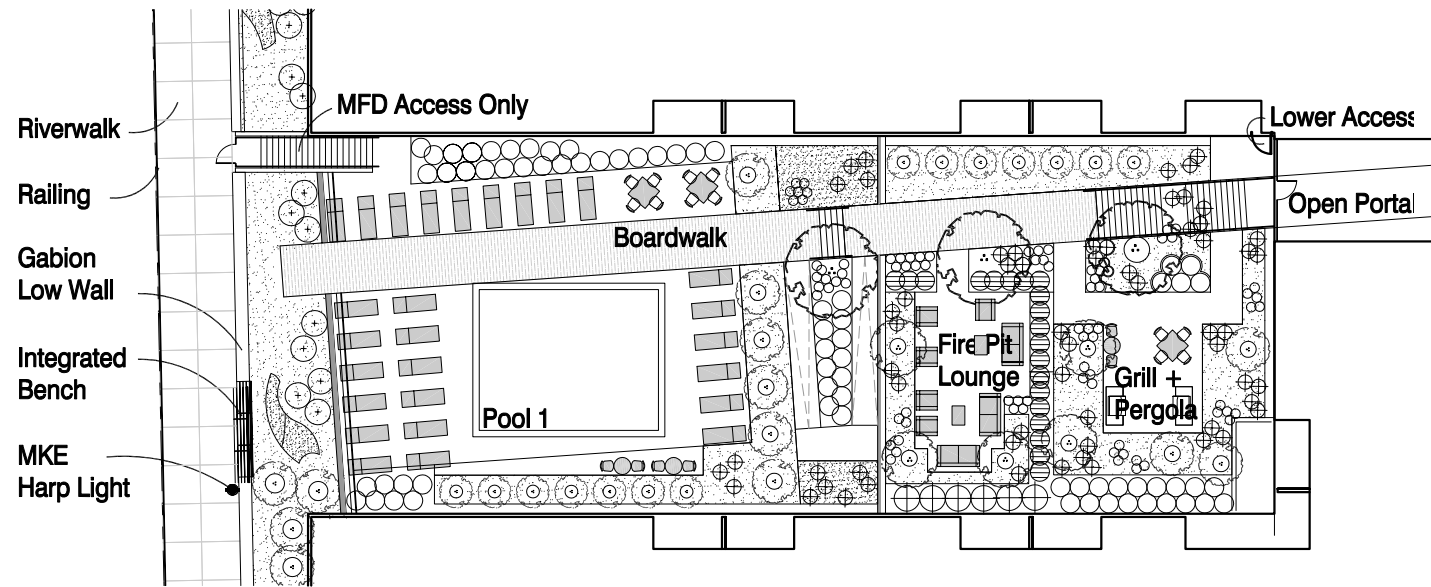 MFD Access Only
Lower Access
Riverwalk
Railing
Open Portal
Boardwalk
Gabion
Low Wall
Integrated
Bench
Fire Pit
Lounge
Grill +
Pergola
Pool 1
MKE
Harp Light